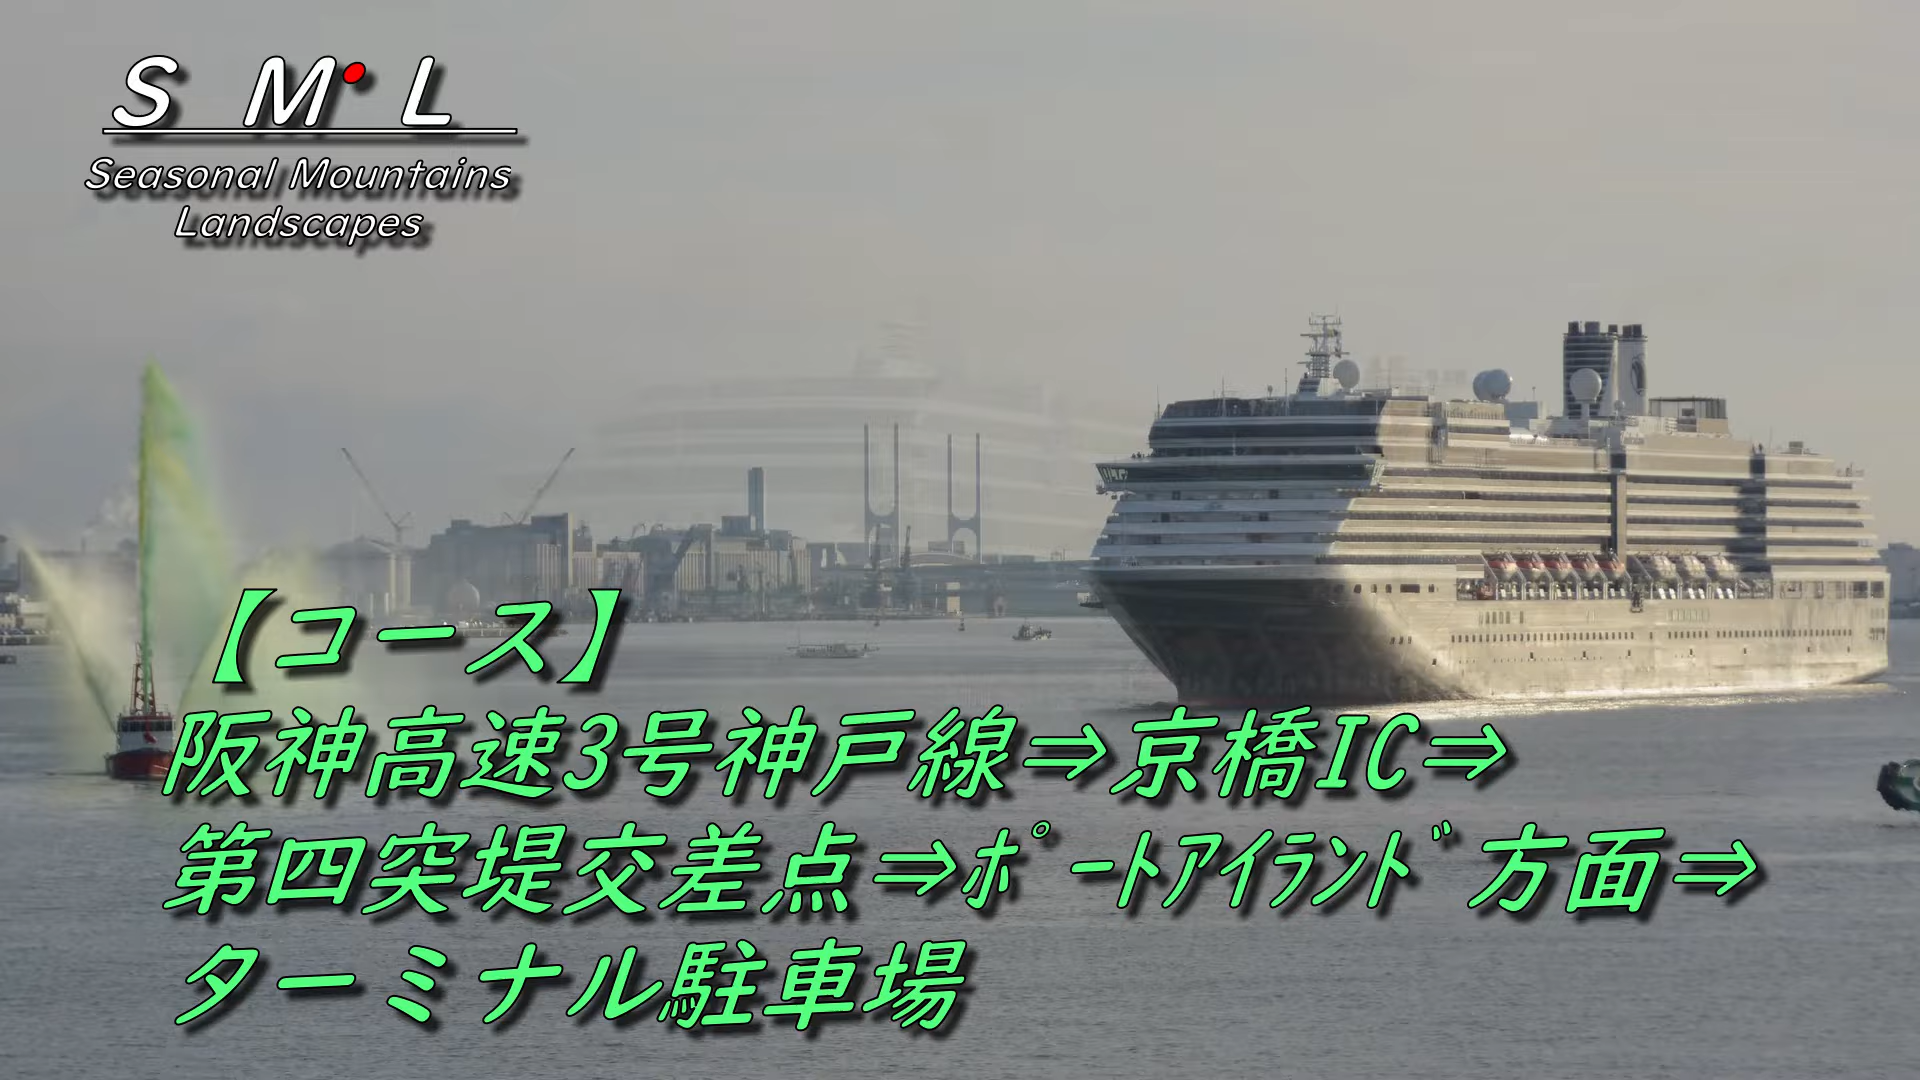 S M L
Seasonal Mountains
Landscapes
【コース】
阪神高速3号神戸線⇒京橋IC⇒
第四突堤交差点⇒ﾎﾟｰﾄｱｲﾗﾝﾄﾞ方面⇒
ターミナル駐車場